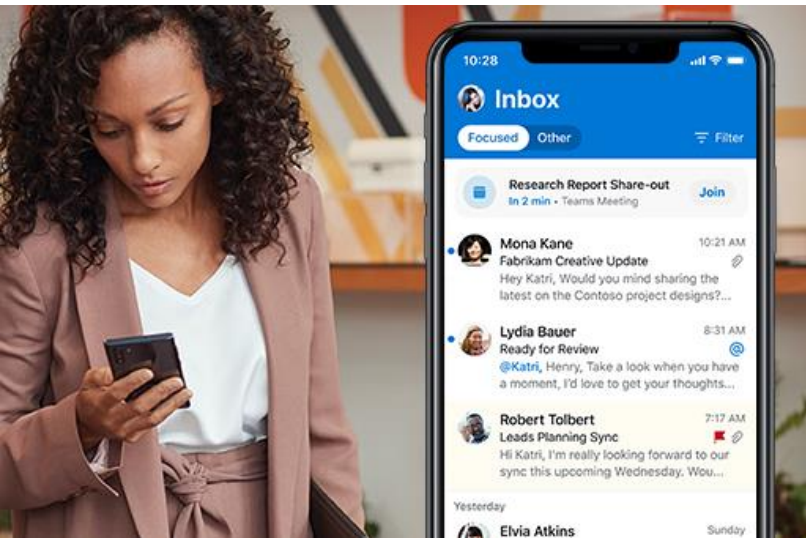 10:28
Inbox
Focused Other Filter
Research Report Share-out
In 2 min • Teams Meeting
Join
Mona Kane 10:21 AM
Fabrikam Creative Update
Hey Katri, Would you mind sharing the
latest on the Contoso project designs?...
Lydia Bauer 8:31 AM
Ready for Review @
@Katri, Henry, Take a look when you have
a moment, I'd love to get your thoughts...
Robert Tolbert 7:17 AM
Leads Planning Sync
Hi Katri, I'm really looking forward to our
sync this upcoming Wednesday. Wou...
Yesterday
Elvia Atkins Sunday